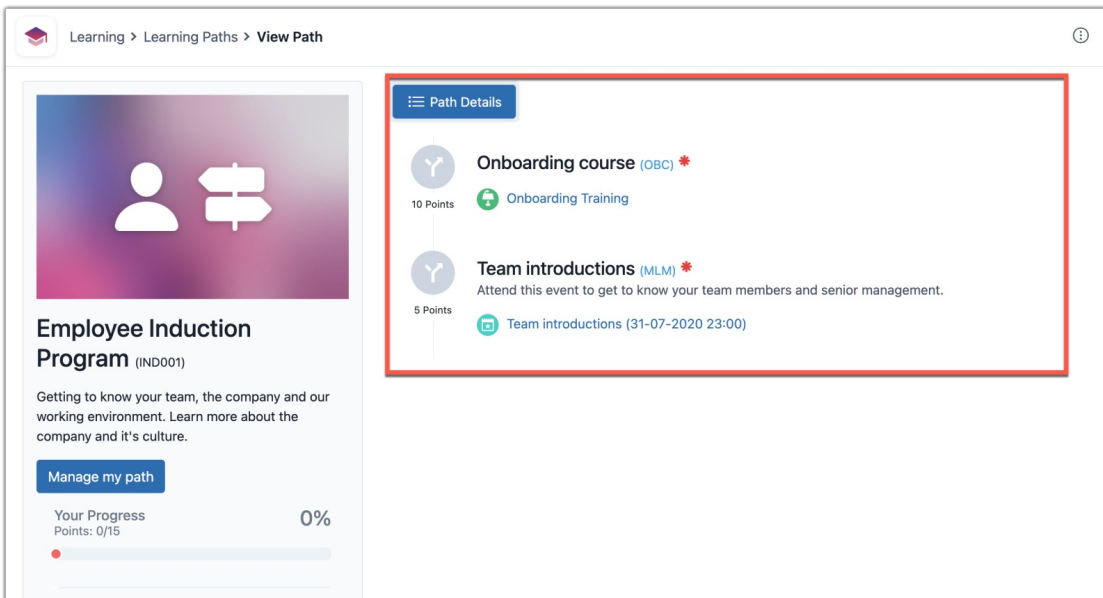 Learning > Learning Paths > View Path
Employee Induction
Program (IND001)
Getting to know your team, the company and our
working environment. Learn more about the
company and it's culture.
Manage my path
Your Progress
0%
Points: 0/15
Path Details
Onboarding course (OBC) *
10 Points
Onboarding Training
Team introductions (MLM) *
Attend this event to get to know your team members and senior management.
5 Points
Team introductions (31-07-2020 23:00)